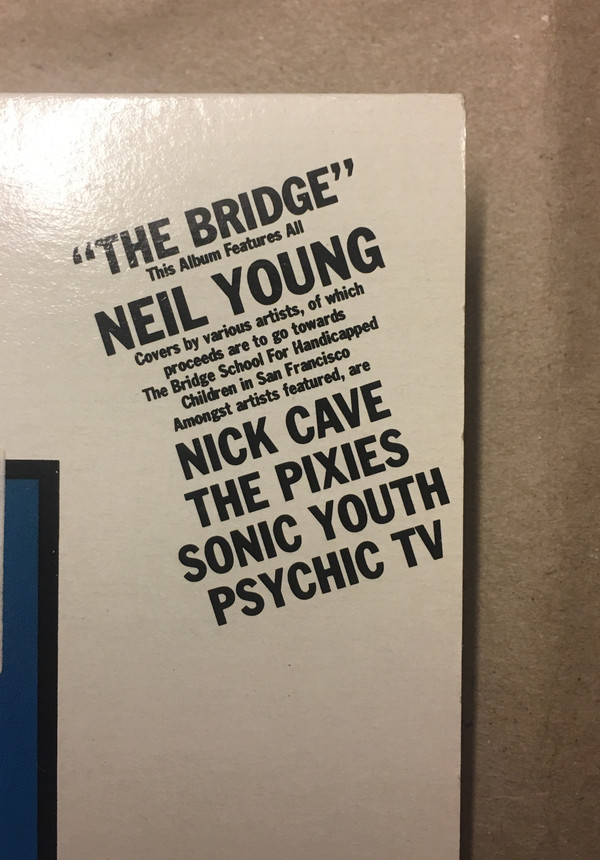 “THE BRIDGE”
This Album Features All
NEIL YOUNG
Covers by various artists, of which
proceeds are to go towards
The Bridge School For Handicapped
Children in San Francisco
Amongst artists featured, are
NICK CAVE
THE PIXIES
SONIC YOUTH
PSYCHIC TV